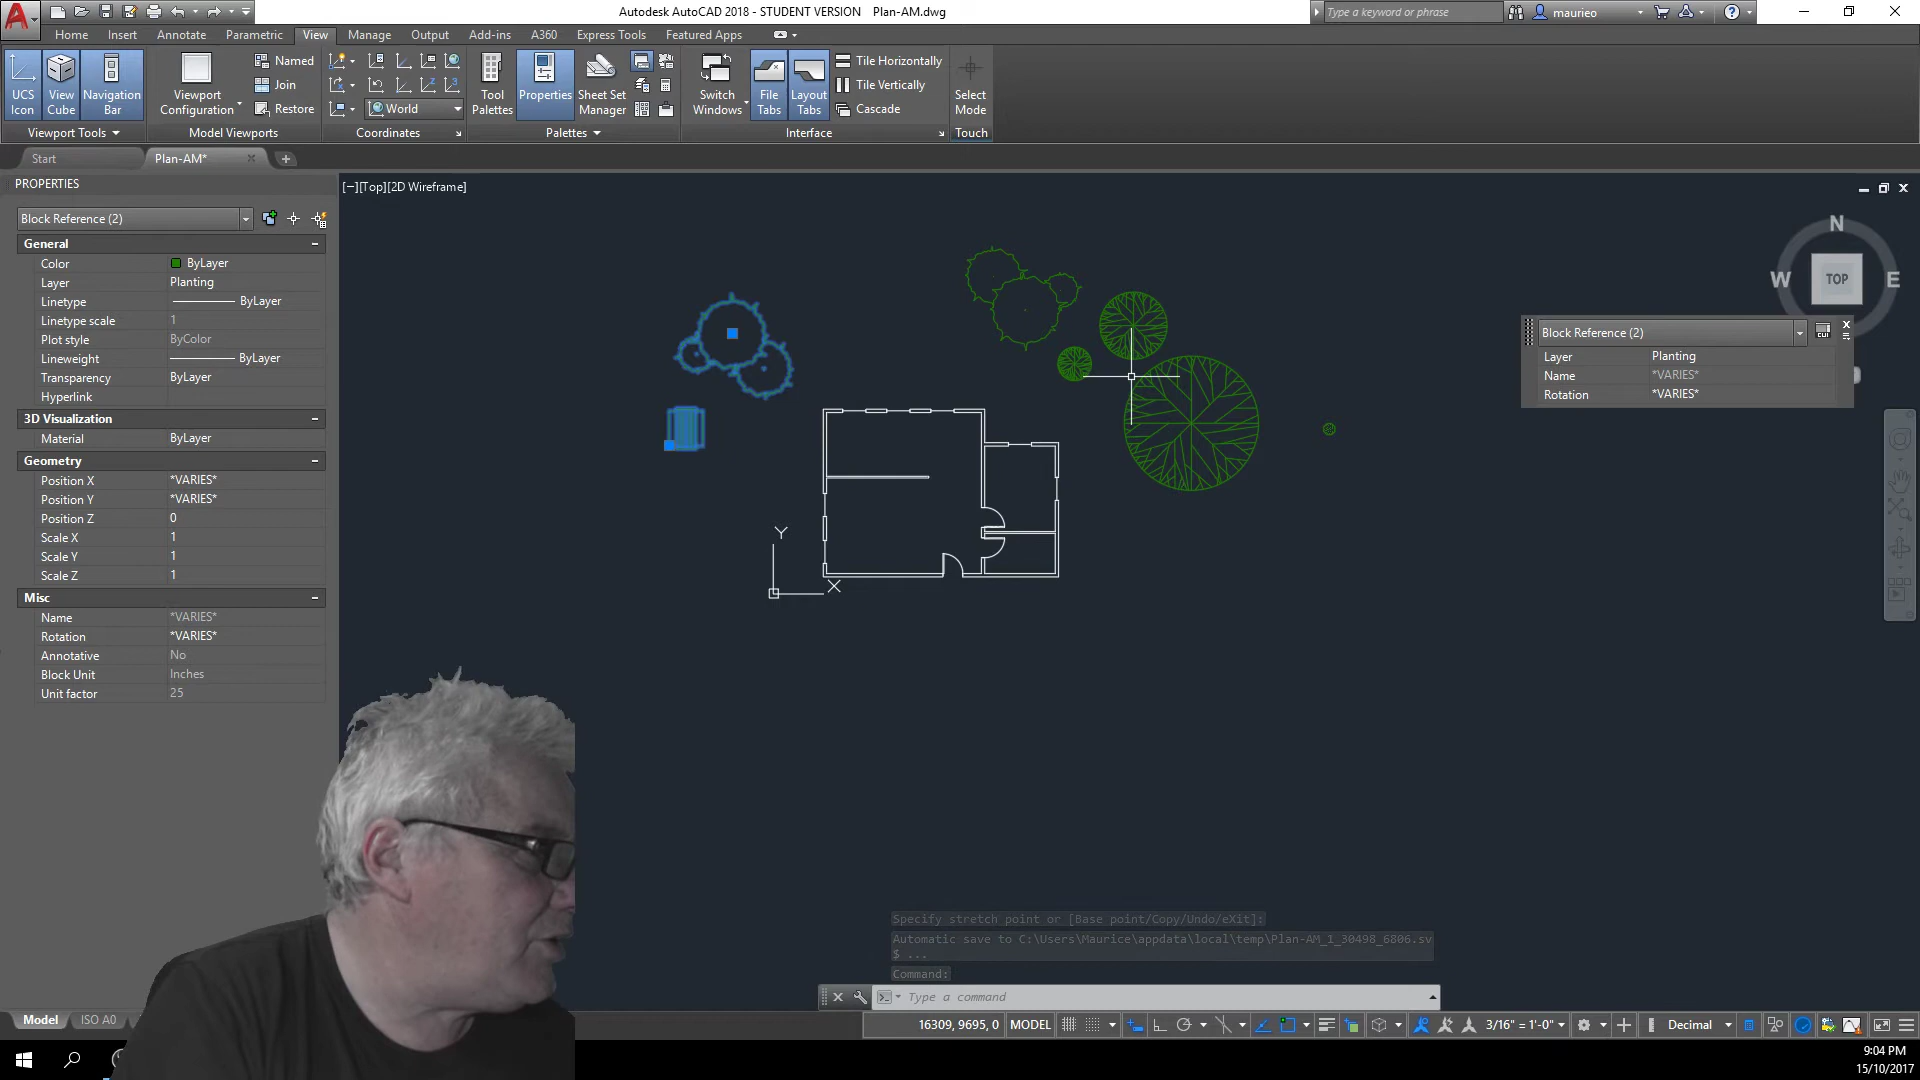 Autodesk AutoCAD 2018 - STUDENT VERSION Plan-AM.dwg
Type a keyword or phrase
maurieo
Home Insert Annotate Parametric View Manage Output Add-ins A360 Express Tools Featured Apps
UCS Icon
View Cube
Navigation Bar
Viewport Tools
Viewport Configuration
Named
Join
Restore
Model Viewports
World
Coordinates
Tool Palettes
Properties
Sheet Set Manager
Palettes
Switch Windows
File Tabs
Layout Tabs
Tile Horizontally
Tile Vertically
Cascade
Interface
Select Mode
Touch
Start
Plan-AM*
PROPERTIES
Block Reference (2)
General
Color ByLayer
Layer Planting
Linetype ByLayer
Linetype scale 1
Plot style ByColor
Lineweight ByLayer
Transparency ByLayer
Hyperlink
3D Visualization
Material ByLayer
Geometry
Position X *VARIES*
Position Y *VARIES*
Position Z 0
Scale X 1
Scale Y 1
Scale Z 1
Misc
Name *VARIES*
Rotation *VARIES*
Annotative No
Block Unit Inches
Unit factor 25
[−][Top][2D Wireframe]
N
W TOP E
Block Reference (2)
Layer Planting
Name *VARIES*
Rotation *VARIES*
Y
X
Specify stretch point or [Base point/Copy/Undo/eXit]:
Automatic save to C:\Users\Maurice\appdata\local\temp\Plan-AM_1_30498_6806.sv
$ ...
Command:
Type a command
Model ISO A0
16309, 9695, 0 MODEL
3/16" = 1'-0"
Decimal
9:04 PM
15/10/2017